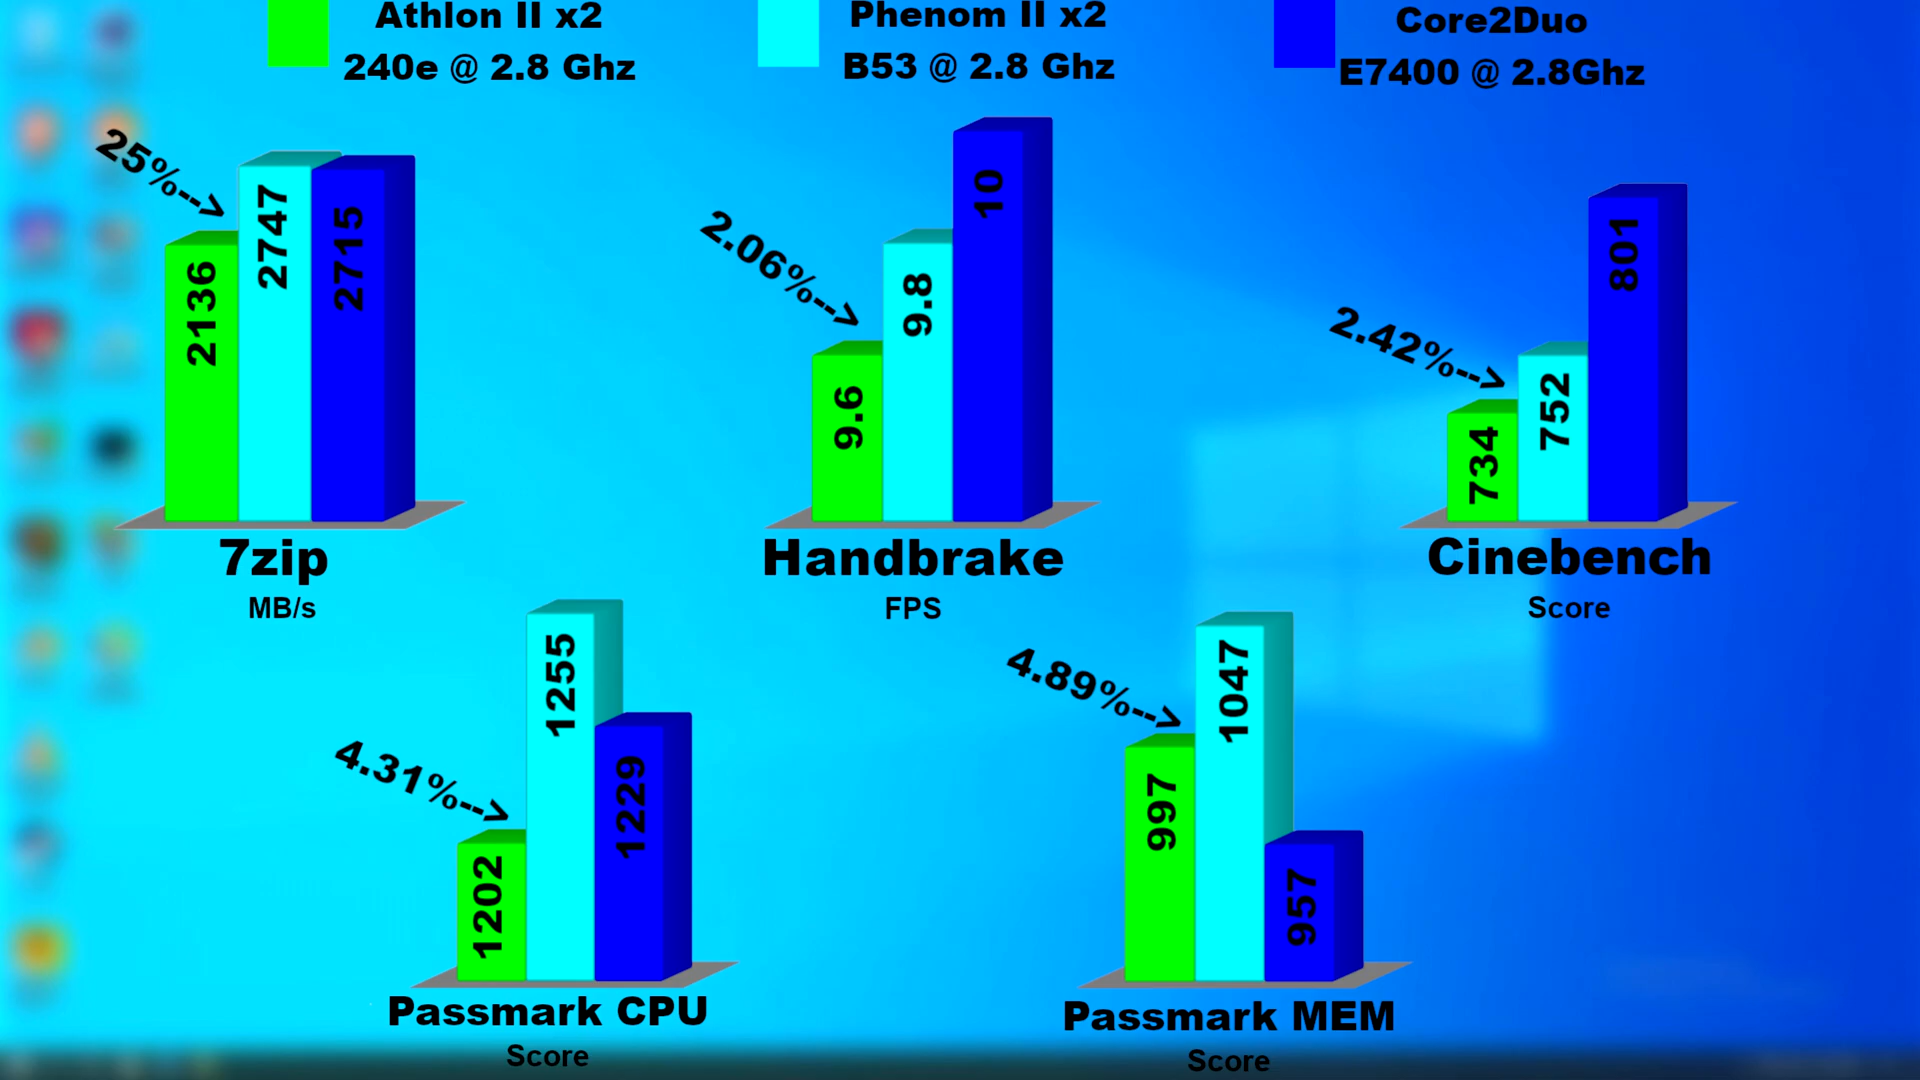 Athlon II x2
240e @ 2.8 Ghz
Phenom II x2
B53 @ 2.8 Ghz
Core2Duo
E7400 @ 2.8Ghz
25%-->
2136
2747
2715
7zip
MB/s
2.06%-->
9.6
9.8
10
Handbrake
FPS
2.42%-->
734
752
801
Cinebench
Score
4.31%-->
1202
1255
1229
Passmark CPU
Score
4.89%-->
997
1047
957
Passmark MEM
Score